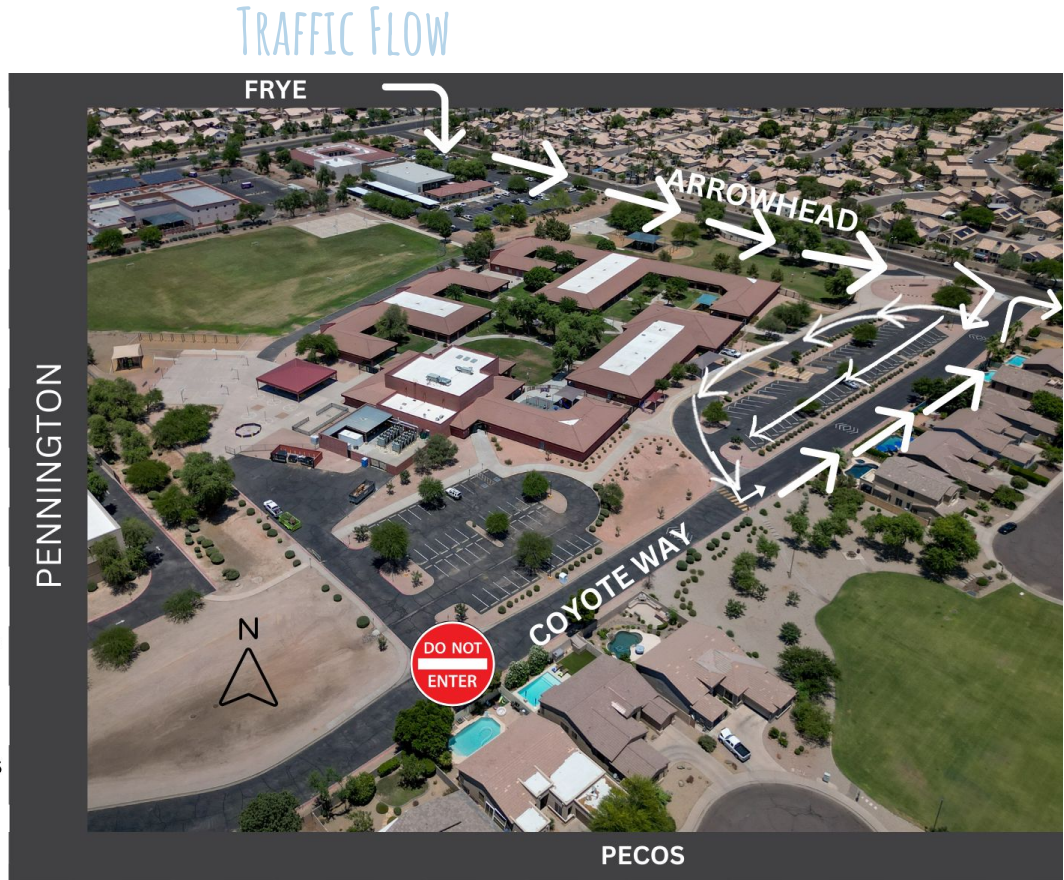 TRAFFIC FLOW
FRYE
ARROWHEAD
PENNINGTON
COYOTE WAY
N
DO NOT
ENTER
s
PECOS